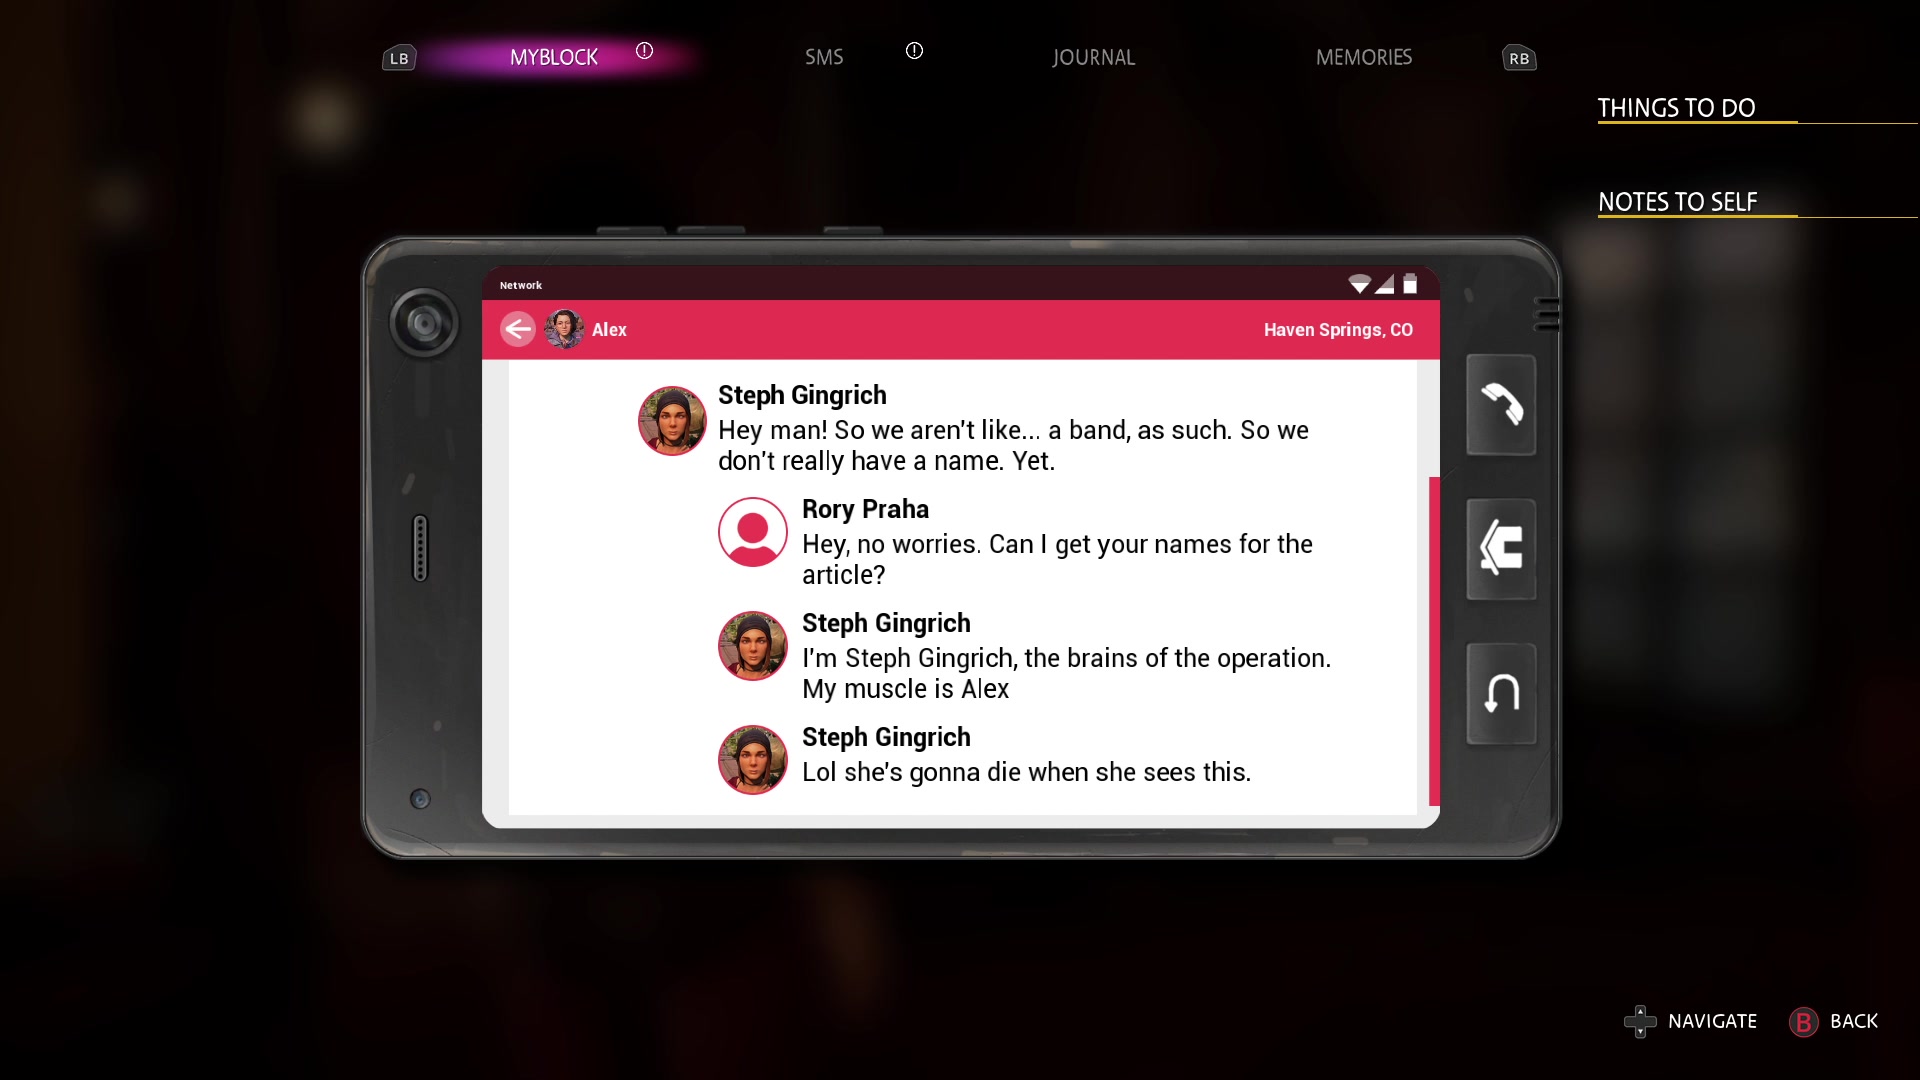 LB
MYBLOCK
SMS
JOURNAL
MEMORIES
RB
THINGS TO DO
NOTES TO SELF
Network
Alex
Haven Springs, CO
Steph Gingrich
Hey man! So we aren't like... a band, as such. So we
don't really have a name. Yet.
Rory Praha
Hey, no worries. Can I get your names for the
article?
Steph Gingrich
I'm Steph Gingrich, the brains of the operation.
My muscle is Alex
Steph Gingrich
Lol she's gonna die when she sees this.
NAVIGATE
B BACK